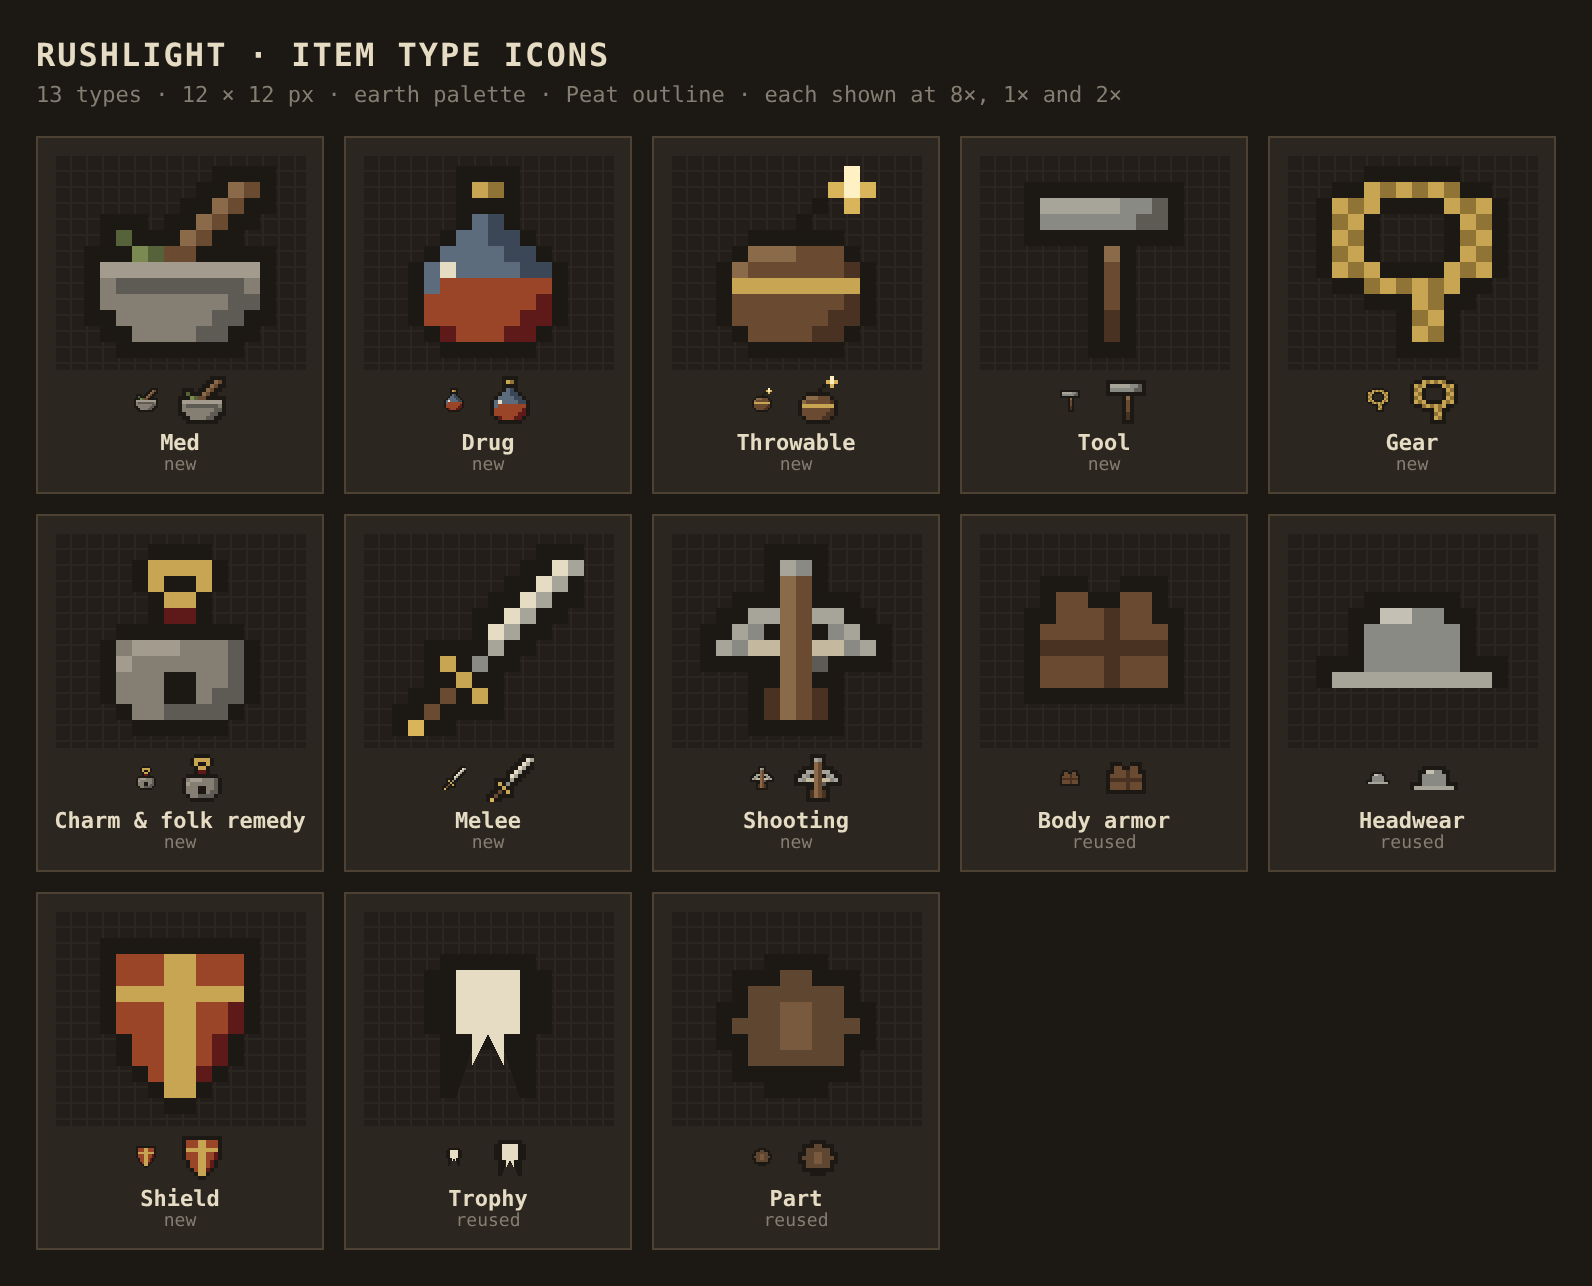 RUSHLIGHT · ITEM TYPE ICONS
13 types · 12 × 12 px · earth palette · Peat outline · each shown at 8×, 1× and 2×
Med
new
Drug
new
Throwable
new
Tool
new
Gear
new
Charm & folk remedy
new
Melee
new
Shooting
new
Body armor
reused
Headwear
reused
Shield
new
Trophy
reused
Part
reused